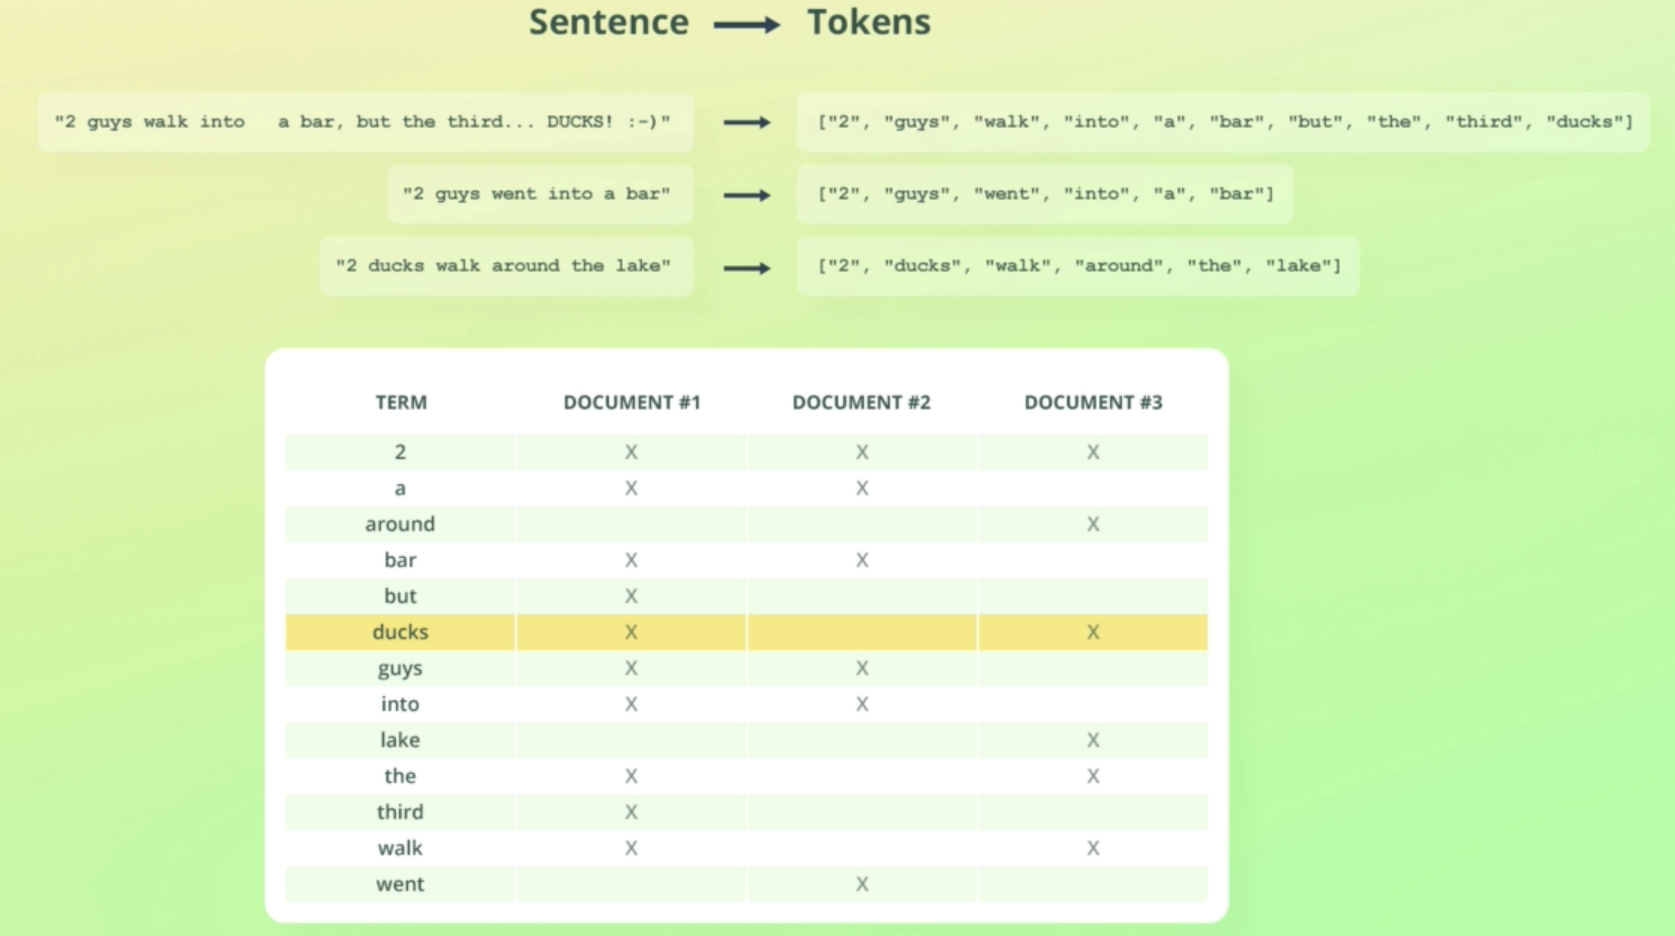 Sentence → Tokens
"2 guys walk into   a bar, but the third... DUCKS! :-)" → ["2", "guys", "walk", "into", "a", "bar", "but", "the", "third", "ducks"]
"2 guys went into a bar" → ["2", "guys", "went", "into", "a", "bar"]
"2 ducks walk around the lake" → ["2", "ducks", "walk", "around", "the", "lake"]
TERM DOCUMENT #1 DOCUMENT #2 DOCUMENT #3
2 X X X
a X X
around X
bar X X
but X
ducks X X
guys X X
into X X
lake X
the X X
third X
walk X X
went X